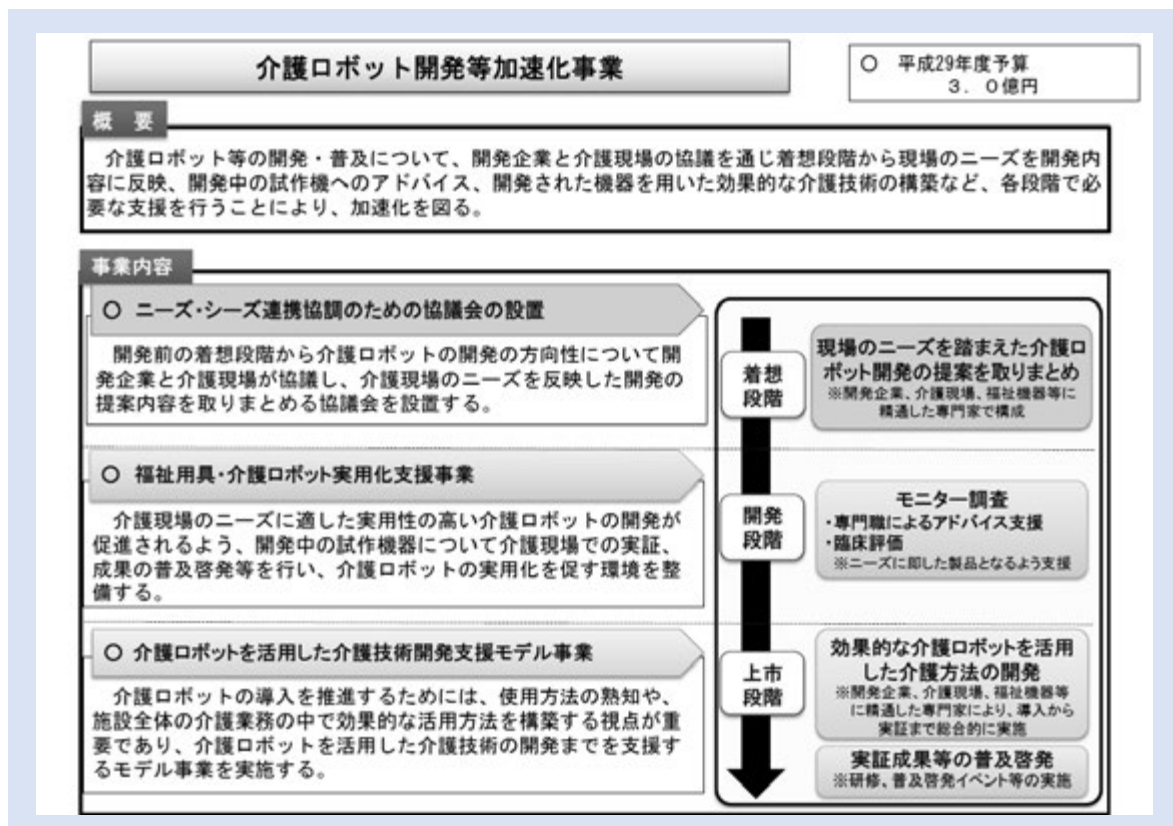 介護ロボット開発等加速化事業
○ 平成29年度予算
3.0億円
概 要
介護ロボット等の開発・普及について、開発企業と介護現場の協議を通じ着想段階から現場のニーズを開発内
容に反映、開発中の試作機へのアドバイス、開発された機器を用いた効果的な介護技術の構築など、各段階で必
要な支援を行うことにより、加速化を図る。
事業内容
○ ニーズ・シーズ連携協調のための協議会の設置
開発前の着想段階から介護ロボットの開発の方向性について開
発企業と介護現場が協議し、介護現場のニーズを反映した開発の
提案内容を取りまとめる協議会を設置する。
着想
段階
現場のニーズを踏まえた介護ロ
ボット開発の提案を取りまとめ
※開発企業、介護現場、福祉機器等に
精通した専門家で構成
○ 福祉用具・介護ロボット実用化支援事業
介護現場のニーズに適した実用性の高い介護ロボットの開発が
促進されるよう、開発中の試作機器について介護現場での実証、
成果の普及啓発等を行い、介護ロボットの実用化を促す環境を整
備する。
開発
段階
モニター調査
・専門職によるアドバイス支援
・臨床評価
※ニーズに即した製品となるよう支援
○ 介護ロボットを活用した介護技術開発支援モデル事業
介護ロボットの導入を推進するためには、使用方法の熟知や、
施設全体の介護業務の中で効果的な活用方法を構築する視点が重
要であり、介護ロボットを活用した介護技術の開発までを支援す
るモデル事業を実施する。
上市
段階
効果的な介護ロボットを活用
した介護方法の開発
※開発企業、介護現場、福祉機器等
に精通した専門家により、導入から
実証まで総合的に実施
実証成果等の普及啓発
※研修、普及啓発イベント等の実施